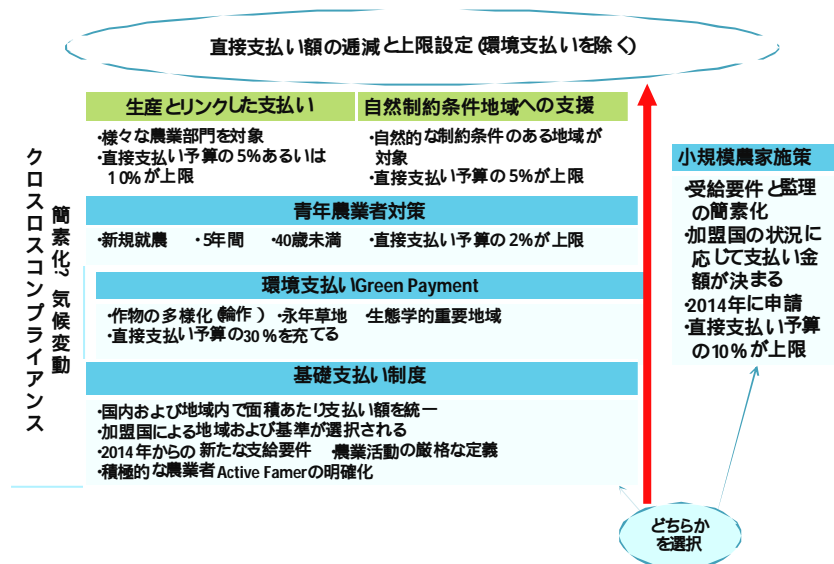 直接支払い額の逓減と上限設定(環境支払いを除く)
生産とリンクした支払い
・様々な農業部門を対象
・直接支払い予算の5%あるいは
10%が上限
自然制約条件地域への支援
・自然的な制約条件のある地域が
対象
・直接支払い予算の5%が上限
青年農業者対策
・新規就農 ・5年間 ・40歳未満 ・直接支払い予算の2%が上限
環境支払いGreen Payment
・作物の多様化(輪作) ・永年草地 ・生態学的重要地域
・直接支払い予算の30%を充てる
基礎支払い制度
・国内および地域内で面積あたり支払い額を統一
・加盟国による地域および基準が選択される
・2014年からの新たな支給要件 ・農業活動の厳格な定義
・積極的な農業者Active Famerの明確化
クロスロスコンプライアンス
簡素化?気候変動
小規模農家施策
・受給要件と監理
の簡素化
・加盟国の状況に
応じて支払い金
額が決まる
・2014年に申請
・直接支払い予算
の10%が上限
どちらか
を選択